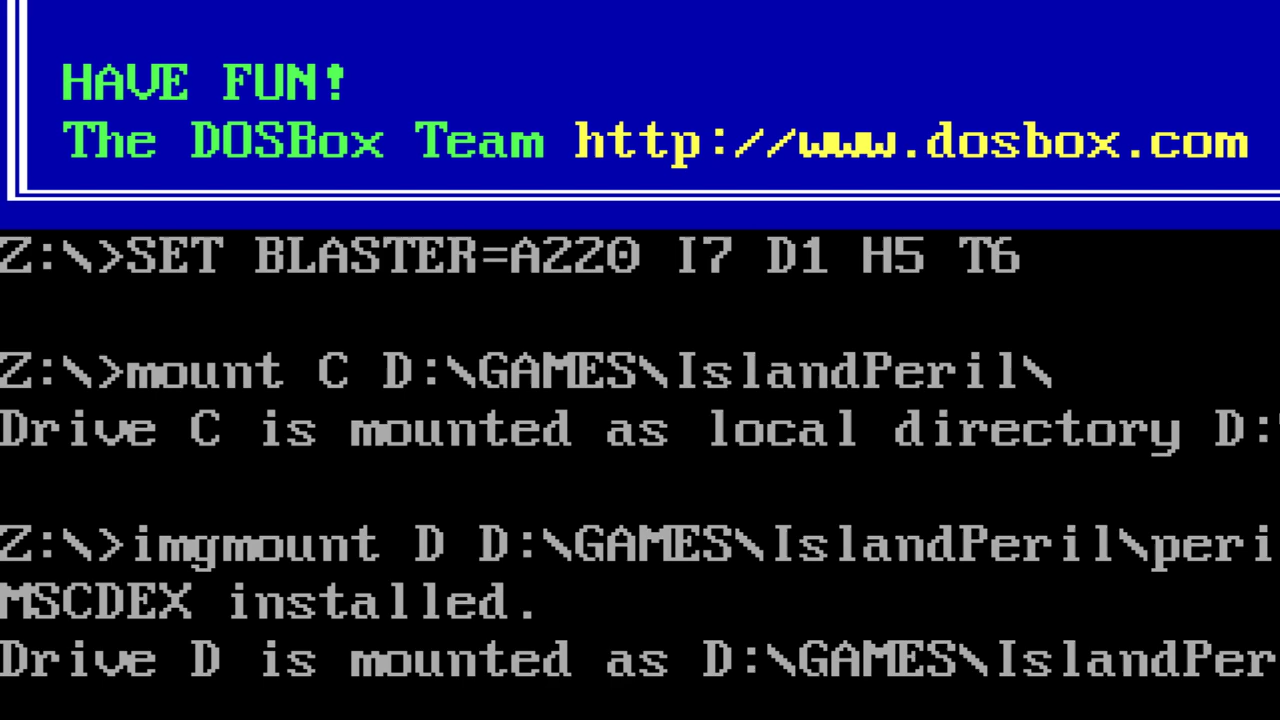 HAVE FUN!
The DOSBox Team http://www.dosbox.com
Z:\>SET BLASTER=A220 I7 D1 H5 T6
Z:\>mount C D:\GAMES\IslandPeril\
Drive C is mounted as local directory D:
Z:\>imgmount D D:\GAMES\IslandPeril\peri
MSCDEX installed.
Drive D is mounted as D:\GAMES\IslandPer